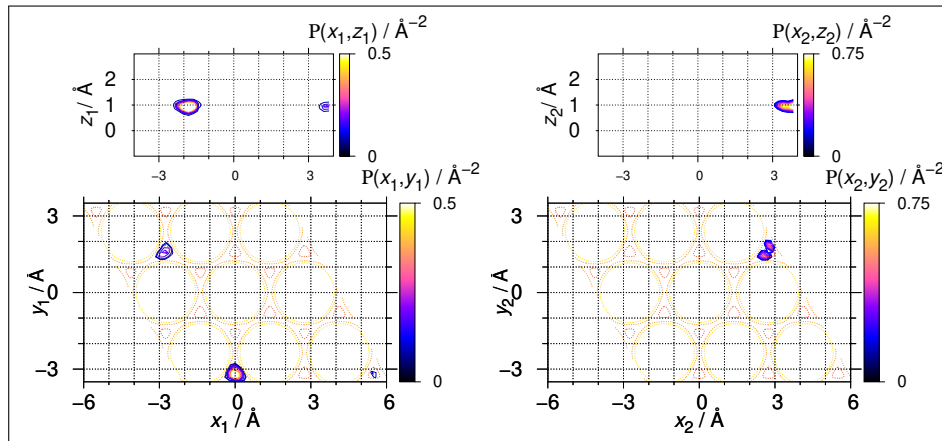 P(x₁,z₁) / Å⁻²
0.5
0
z₁/ Å
2
1
0
−3 0 3
P(x₂,z₂) / Å⁻²
0.75
0
z₂/ Å
2
1
0
−3 0 3
P(x₁,y₁) / Å⁻²
0.5
0
y₁/ Å
3
0
−3
−6 −3 0 3 6
x₁ / Å
P(x₂,y₂) / Å⁻²
0.75
0
y₂/ Å
3
0
−3
−6 −3 0 3 6
x₂ / Å